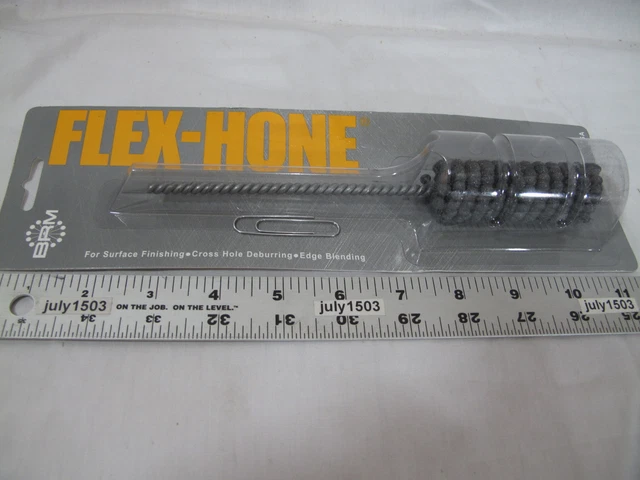 FLEX-HONE®
BRM
For Surface Finishing•Cross Hole Deburring•Edge Blending
2 3 4 5 6 7 8 9 10 11
july1503 ON THE JOB. ON THE LEVEL.™ july1503 july1503
34 33 32 31 30 29 28 27 26 25